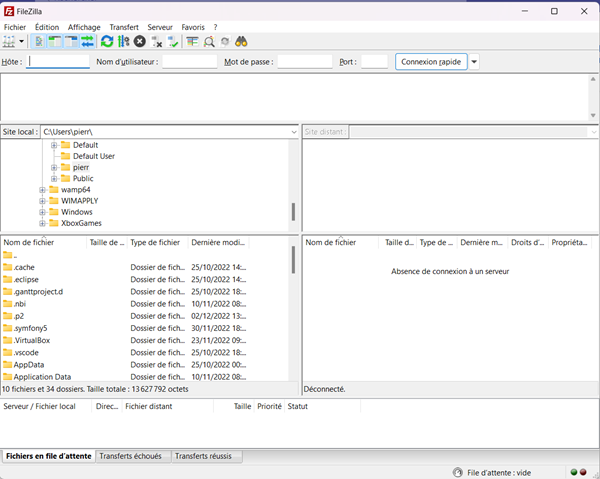 FileZilla
Fichier Édition Affichage Transfert Serveur Favoris ?
Hôte : Nom d'utilisateur : Mot de passe : Port : Connexion rapide
Site local : C:\Users\pierr\
Site distant :
Default
Default User
pierr
Public
wamp64
WIMAPPLY
Windows
XboxGames
Nom de fichier Taille de ... Type de fichier Dernière modi...
..
.cache Dossier de fich... 25/10/2022 14:...
.eclipse Dossier de fich... 25/10/2022 14:...
.ganttproject.d Dossier de fich... 25/10/2022 18:...
.nbi Dossier de fich... 10/11/2022 08:...
.p2 Dossier de fich... 02/12/2022 13:...
.symfony5 Dossier de fich... 30/11/2022 18:...
.VirtualBox Dossier de fich... 23/11/2022 09:...
.vscode Dossier de fich... 25/10/2022 18:...
AppData Dossier de fich... 25/10/2022 00:...
Application Data Dossier de fich... 10/11/2022 08:...
10 fichiers et 34 dossiers. Taille totale : 13 627 792 octets
Nom de fichier Taille d... Type de ... Dernière m... Droits d'... Propriéta...
Absence de connexion à un serveur
Déconnecté.
Serveur / Fichier local Direc... Fichier distant Taille Priorité Statut
Fichiers en file d'attente Transferts échoués Transferts réussis
File d'attente : vide